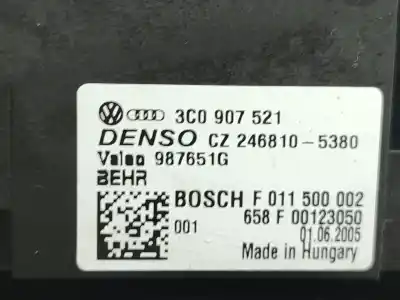 3C0 907 521
DENSO CZ 246810-5380
Valeo 987651G
BEHR
BOSCH F 011 500 002
658 F 00123050
001
01.06.2005
Made in Hungary